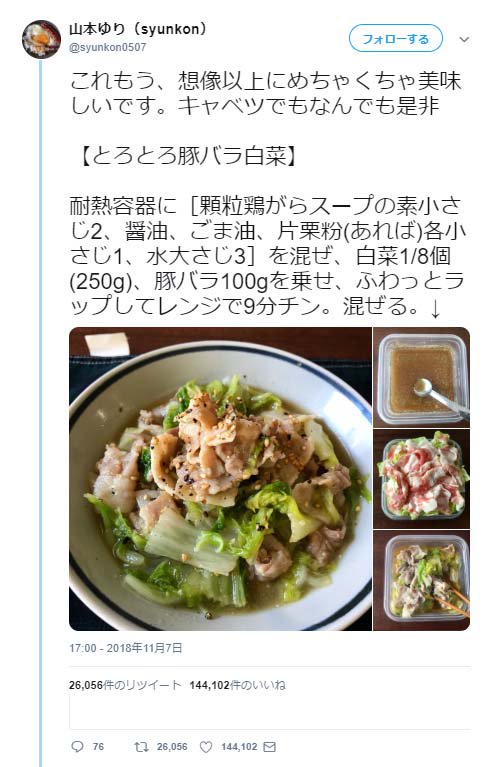 山本ゆり（syunkon）
@syunkon0507
フォローする
これもう、想像以上にめちゃくちゃ美味
しいです。キャベツでもなんでも是非
【とろとろ豚バラ白菜】
耐熱容器に［顆粒鶏がらスープの素小さ
じ2、醤油、ごま油、片栗粉(あれば)各小
さじ1、水大さじ3］を混ぜ、白菜1/8個
(250g)、豚バラ100gを乗せ、ふわっとラ
ップしてレンジで9分チン。混ぜる。↓
17:00 - 2018年11月7日
26,056件のリツイート 144,102件のいいね
76 26,056 144,102